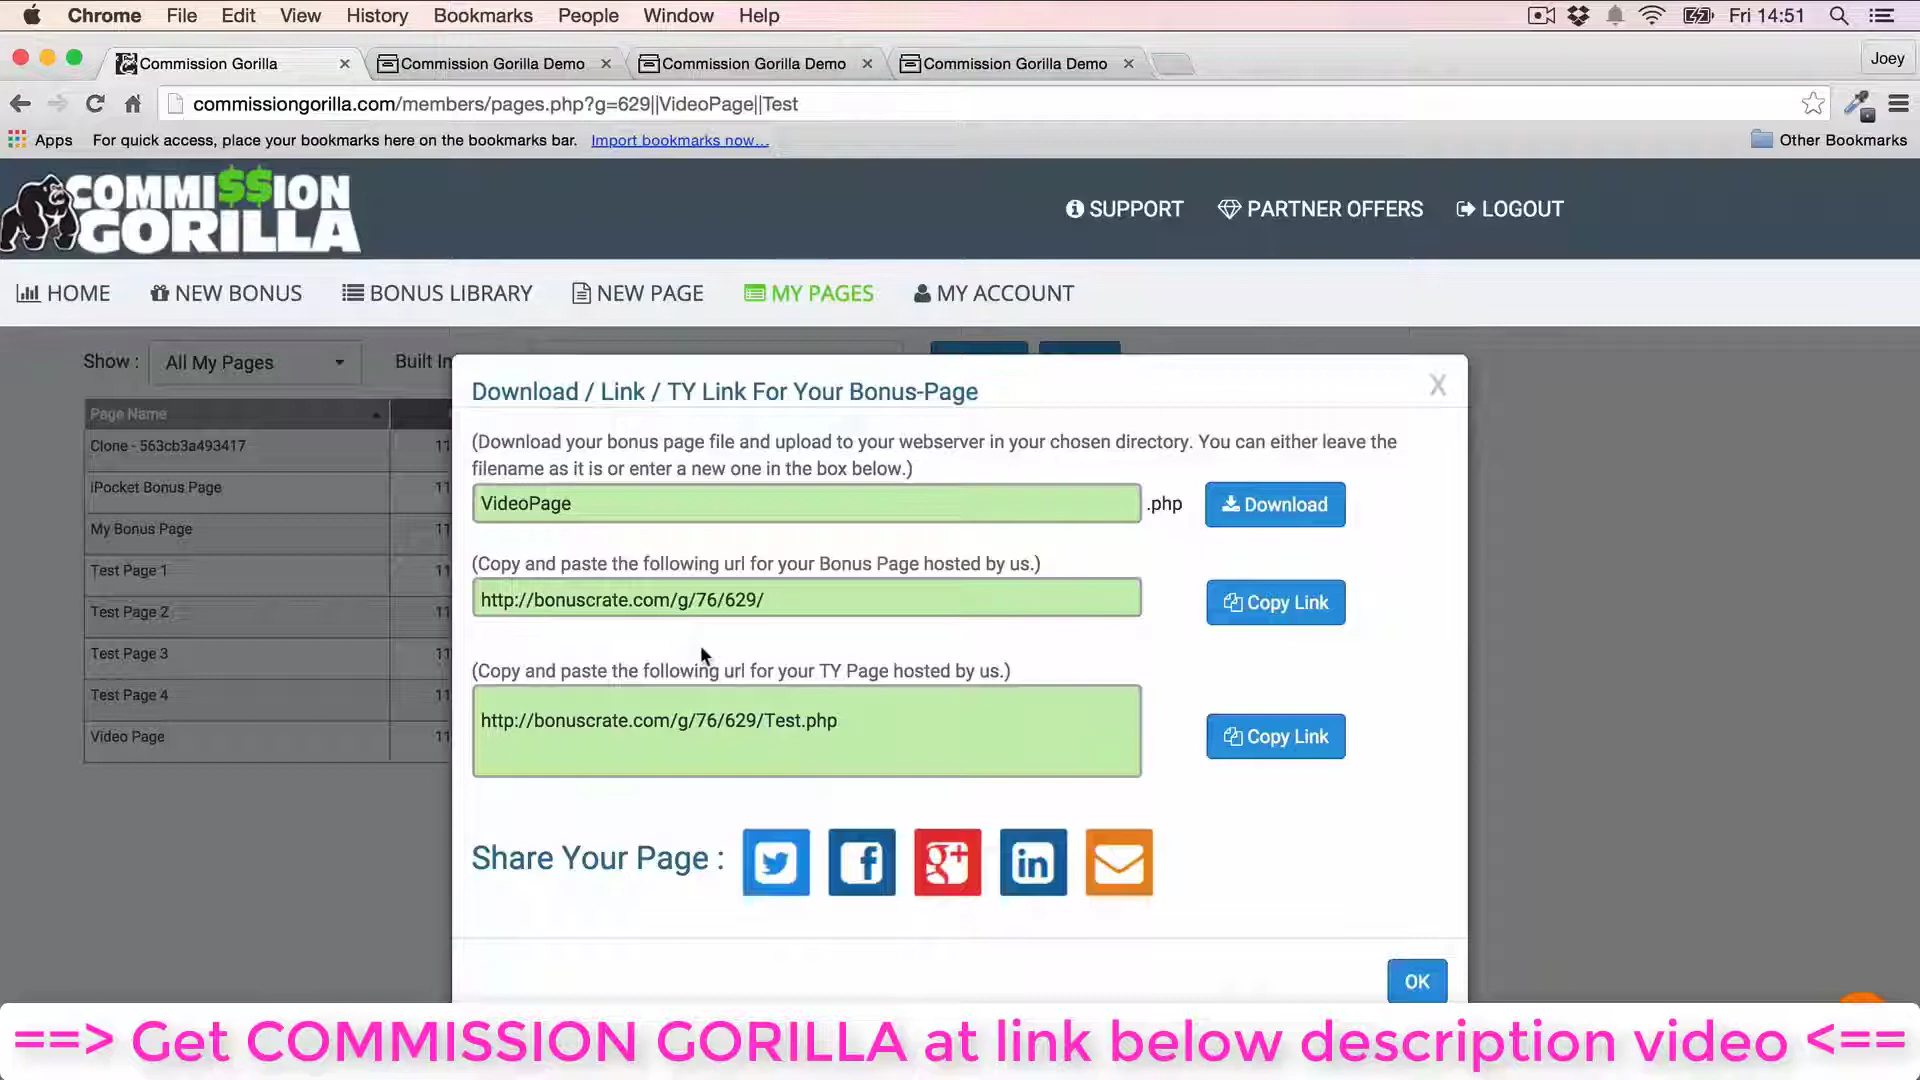 Chrome File Edit View History Bookmarks People Window Help Fri 14:51
Commission Gorilla Commission Gorilla Demo Commission Gorilla Demo Commission Gorilla Demo Joey
commissiongorilla.com/members/pages.php?g=629||VideoPage||Test
Apps For quick access, place your bookmarks here on the bookmarks bar. Import bookmarks now... Other Bookmarks
COMMI$$ION
GORILLA
SUPPORT PARTNER OFFERS LOGOUT
HOME NEW BONUS BONUS LIBRARY NEW PAGE MY PAGES MY ACCOUNT
Show : All My Pages Built In
Page Name
Clone - 563cb3a493417 11
iPocket Bonus Page 11
My Bonus Page 11
Test Page 1 11
Test Page 2 11
Test Page 3 11
Test Page 4 11
Video Page 11
Download / Link / TY Link For Your Bonus-Page X
(Download your bonus page file and upload to your webserver in your chosen directory. You can either leave the
filename as it is or enter a new one in the box below.)
VideoPage .php Download
(Copy and paste the following url for your Bonus Page hosted by us.)
http://bonuscrate.com/g/76/629/ Copy Link
(Copy and paste the following url for your TY Page hosted by us.)
http://bonuscrate.com/g/76/629/Test.php Copy Link
Share Your Page :
OK
==> Get COMMISSION GORILLA at link below description video <==